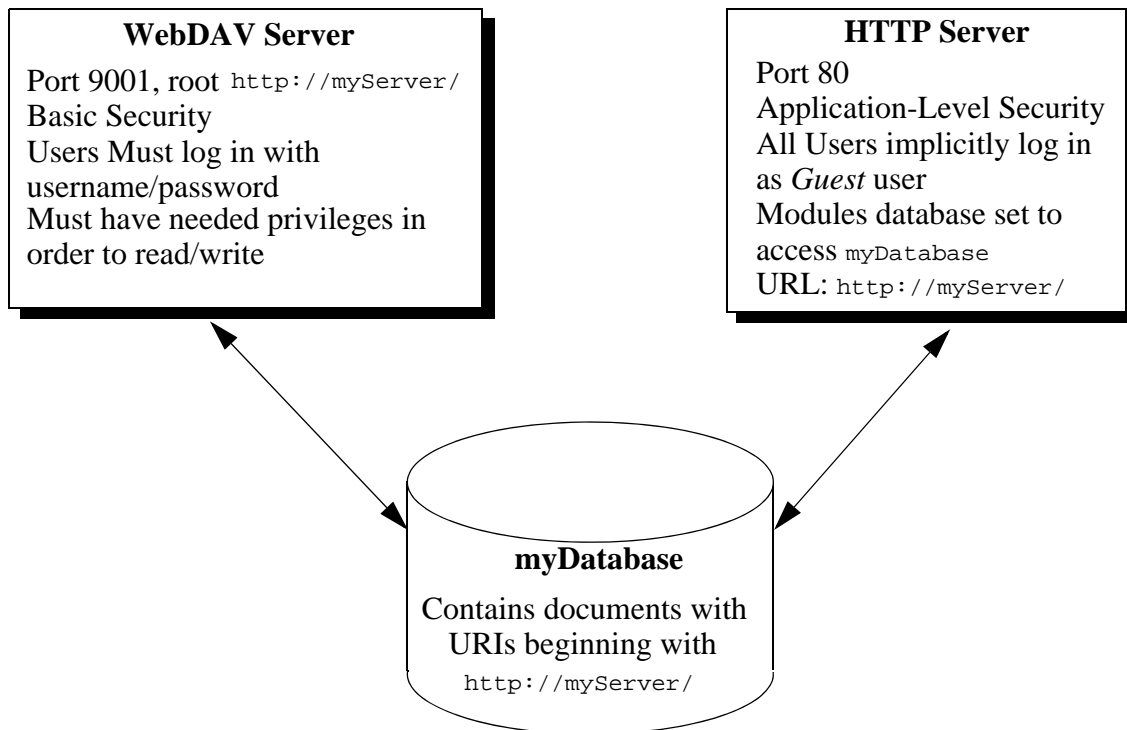 WebDAV Server
Port 9001, root http://myServer/
Basic Security
Users Must log in with
username/password
Must have needed privileges in
order to read/write
HTTP Server
Port 80
Application-Level Security
All Users implicitly log in
as Guest user
Modules database set to
access myDatabase
URL: http://myServer/
myDatabase
Contains documents with
URIs beginning with
http://myServer/